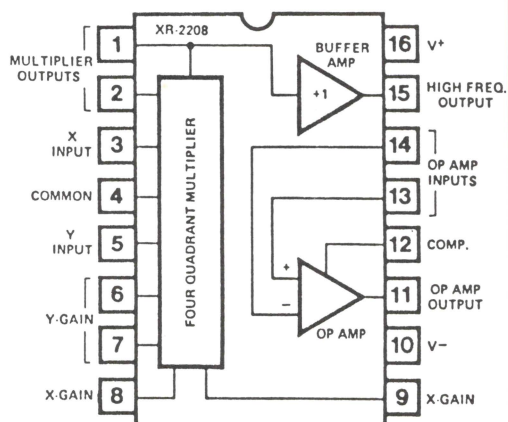 XR-2208
MULTIPLIER
OUTPUTS
1
2
X
INPUT
3
COMMON
4
Y
INPUT
5
Y-GAIN
6
7
X-GAIN
8
FOUR QUADRANT MULTIPLIER
BUFFER
AMP
+1
+
−
OP AMP
16
V+
15
HIGH FREQ.
OUTPUT
14
13
OP AMP
INPUTS
12
COMP.
11
OP AMP
OUTPUT
10
V−
9
X-GAIN